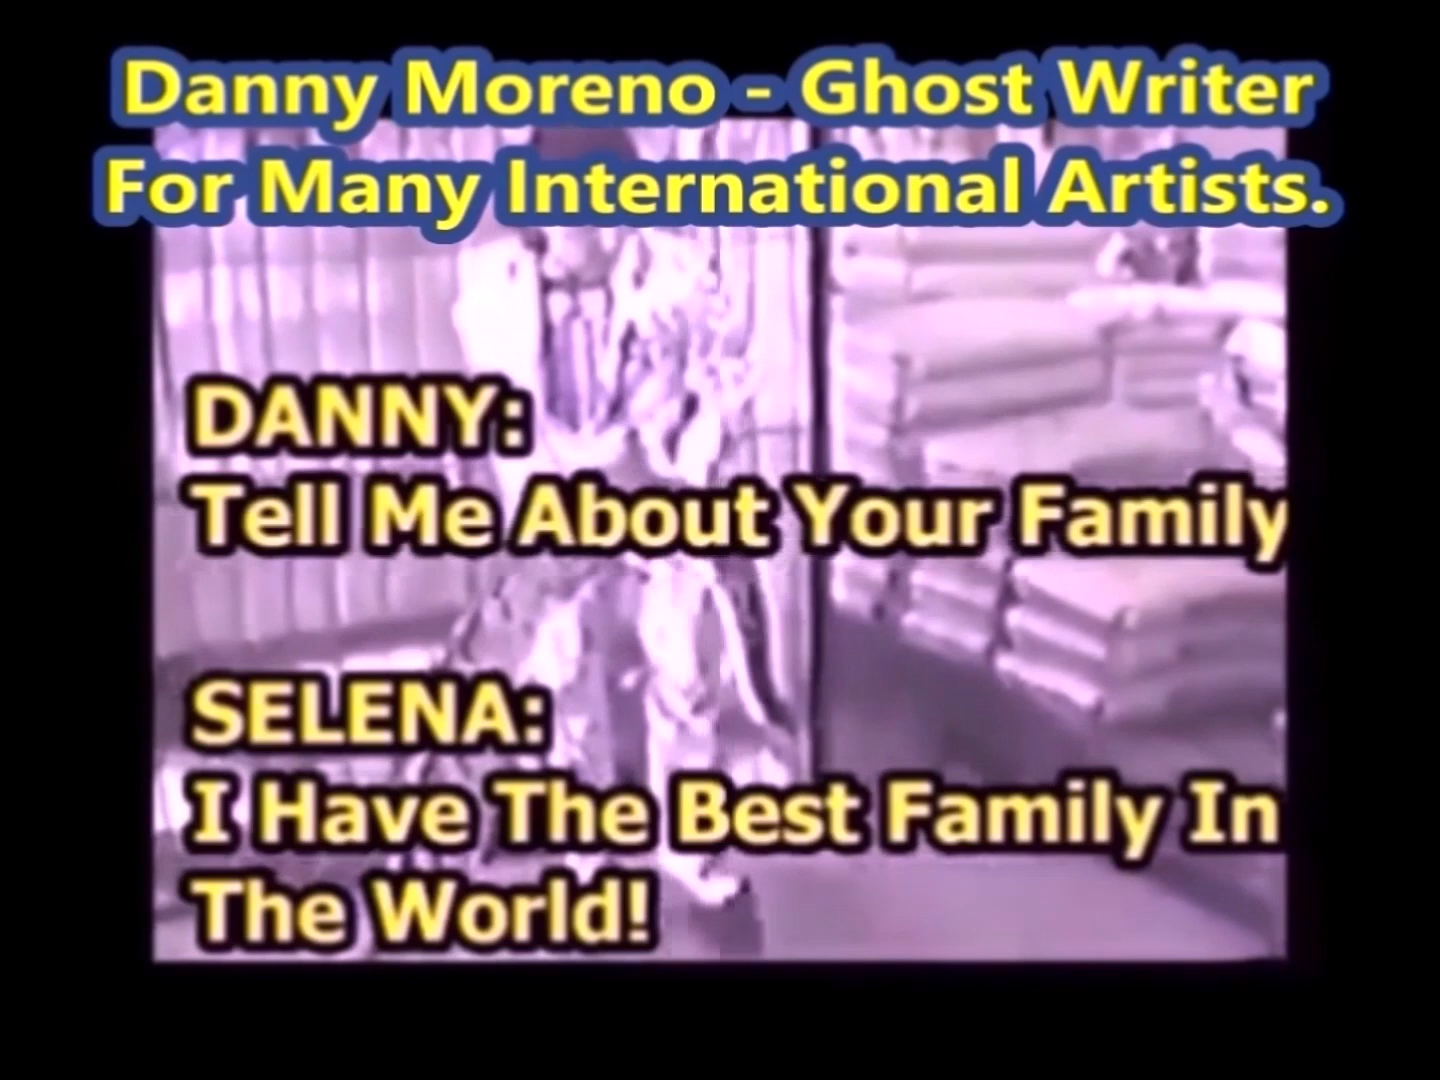 Danny Moreno - Ghost Writer
For Many International Artists.
DANNY:
Tell Me About Your Family
SELENA:
I Have The Best Family In
The World!